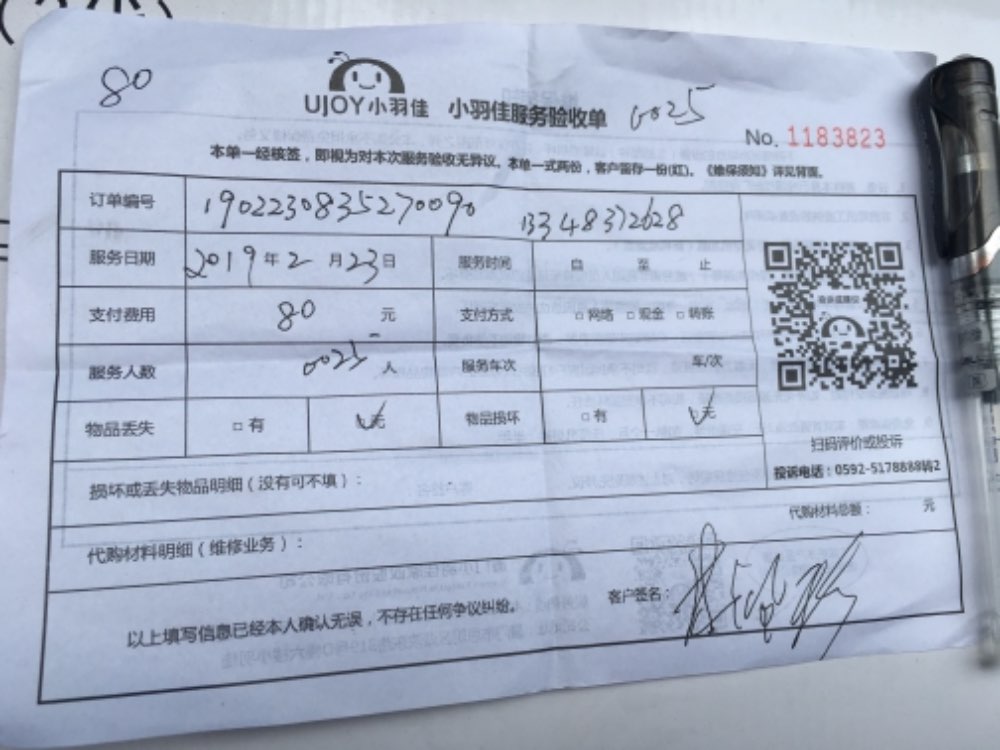 80
UJOY小羽佳 小羽佳服务验收单 0025
No. 1183823
本单一经核签，即视为对本次服务验收无异议。本单一式两份，客户留存一份(红)。《维保须知》详见背面。
订单编号 1902230835270090 13348372628
服务日期 2019年2月23日 服务时间 自 至 止
支付费用 80 元 支付方式 □网络 □现金 □转账
服务人数 0025 人 服务车次 车/次
物品丢失 □有 ☑无 物品损坏 □有 ☑无
扫码评价或投诉
投诉电话：0592-5178888转2
损坏或丢失物品明细（没有可不填）：
代购材料总额： 元
代购材料明细（维修业务）：
客户签名：
以上填写信息已经本人确认无误，不存在任何争议纠纷。